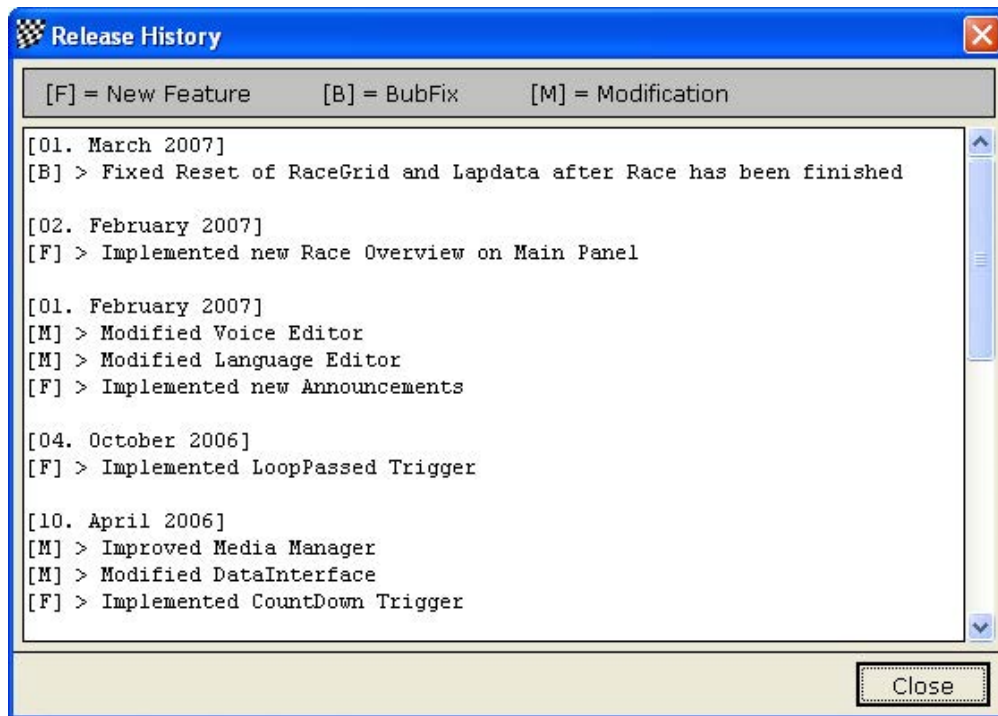 Release History
[F] = New Feature [B] = BubFix [M] = Modification
[01. March 2007]
[B] > Fixed Reset of RaceGrid and Lapdata after Race has been finished
[02. February 2007]
[F] > Implemented new Race Overview on Main Panel
[01. February 2007]
[M] > Modified Voice Editor
[M] > Modified Language Editor
[F] > Implemented new Announcements
[04. October 2006]
[F] > Implemented LoopPassed Trigger
[10. April 2006]
[M] > Improved Media Manager
[M] > Modified DataInterface
[F] > Implemented CountDown Trigger
Close